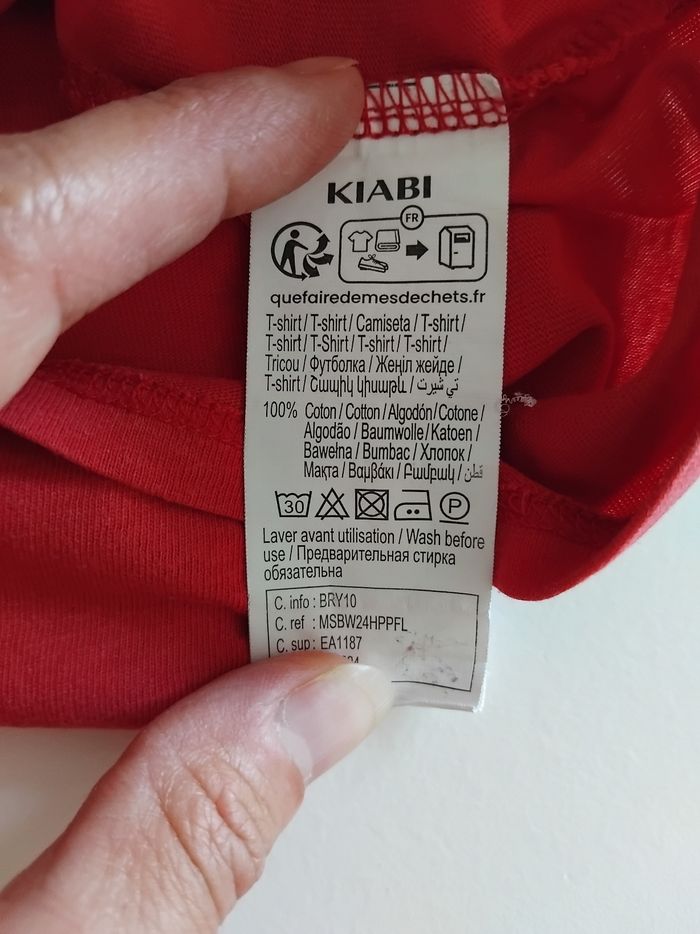 KIABI
FR
quefairedemesdechets.fr
T-shirt / T-shirt / Camiseta / T-shirt /
T-shirt / T-Shirt / T-shirt / T-shirt /
Tricou / Футболка / Жеңіл жейде /
T-shirt / Շապիկ կիսաթև / تي شيرت
100% Coton / Cotton / Algodón / Cotone /
Algodão / Baumwolle / Katoen /
Bawełna / Bumbac / Хлопок /
Мақта / Βαμβάκι / Բամբակ / قطن
30 P
Laver avant utilisation / Wash before
use / Предварительная стирка
обязательна
C. info : BRY10
C. ref : MSBW24HPPFL
C. sup : EA1187